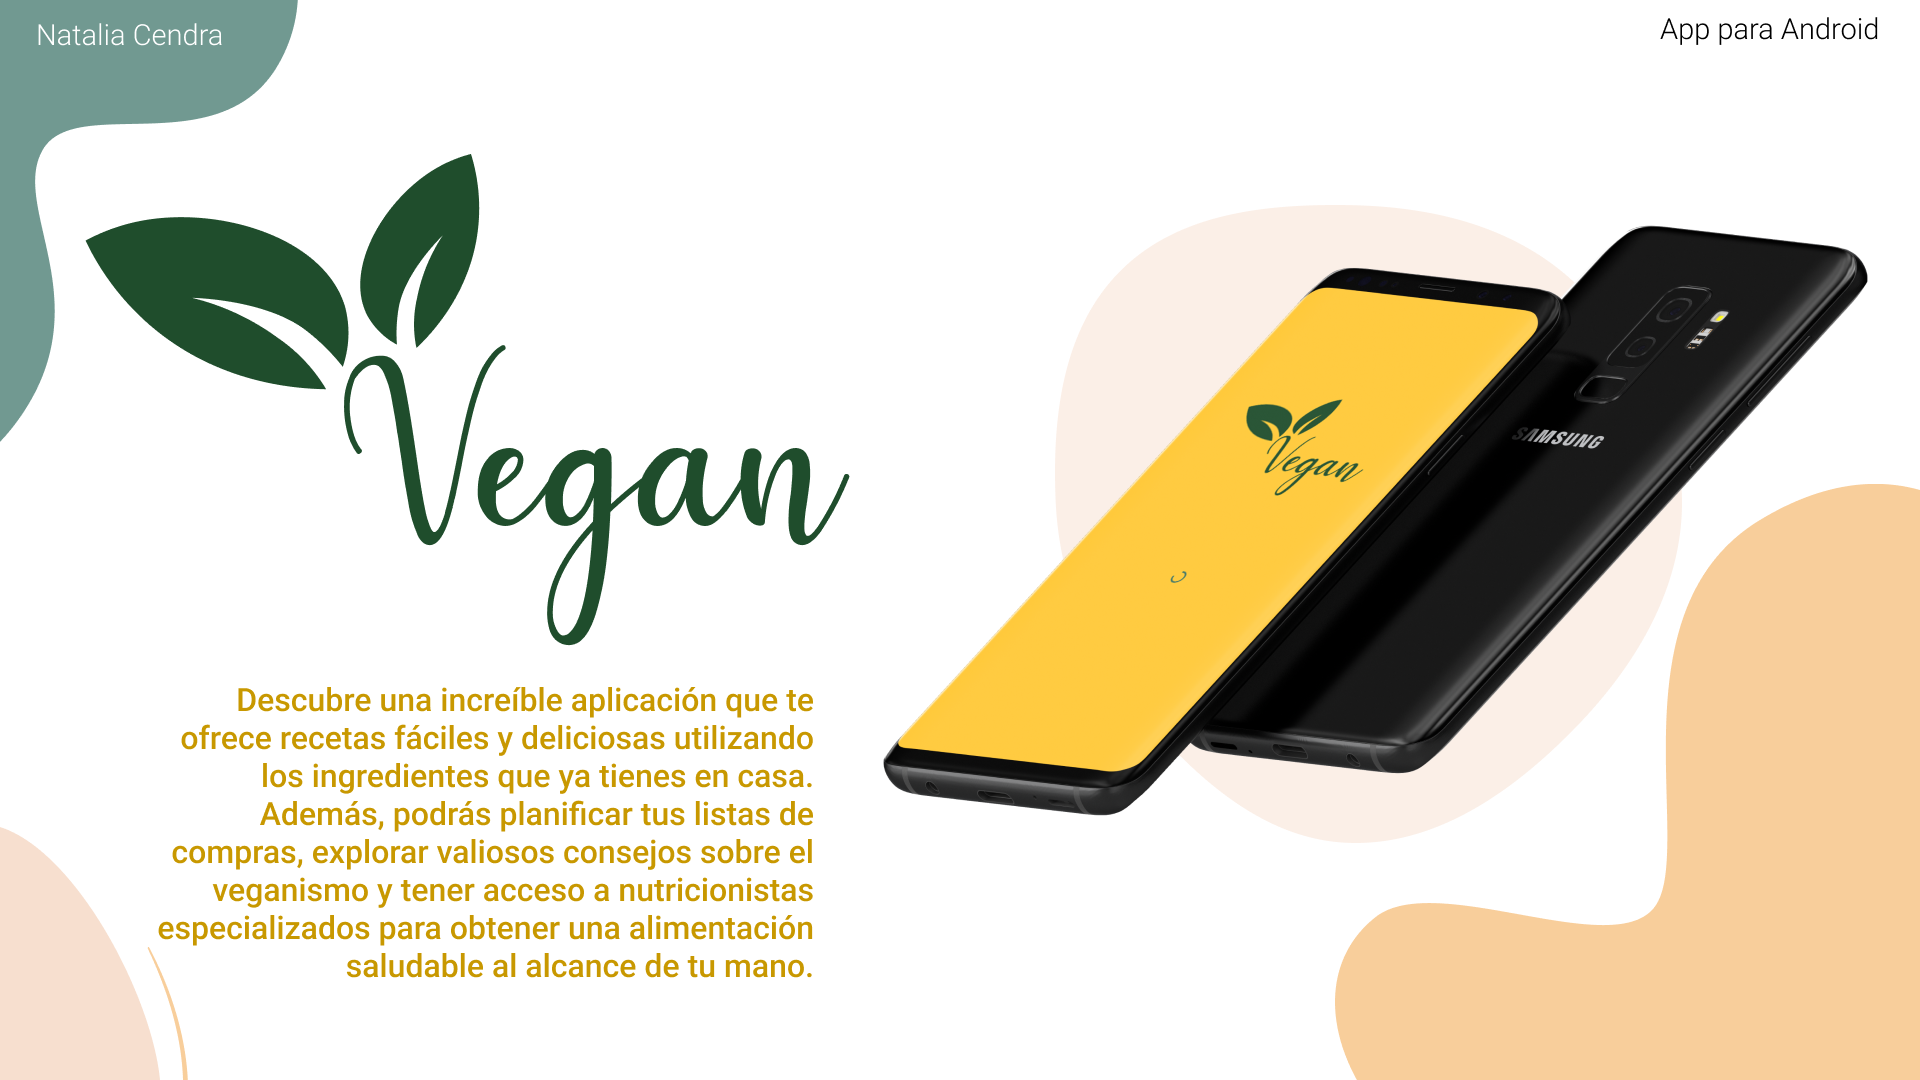 Natalia Cendra
App para Android
Vegan
Descubre una increíble aplicación que te
ofrece recetas fáciles y deliciosas utilizando
los ingredientes que ya tienes en casa.
Además, podrás planificar tus listas de
compras, explorar valiosos consejos sobre el
veganismo y tener acceso a nutricionistas
especializados para obtener una alimentación
saludable al alcance de tu mano.
Vegan
SAMSUNG